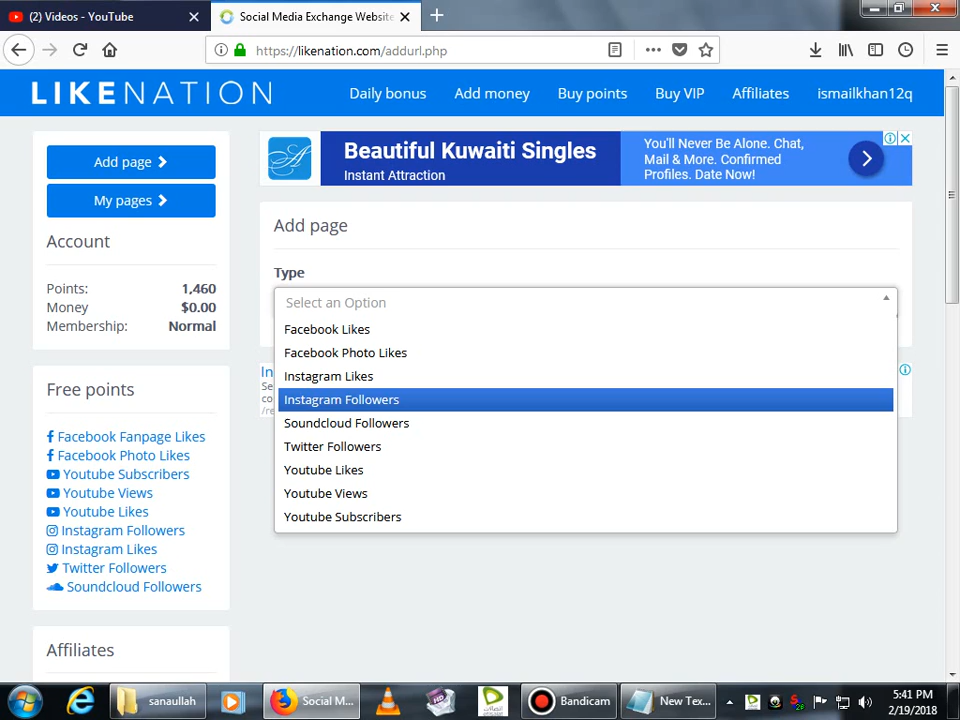 (2) Videos - YouTube
Social Media Exchange Website
https://likenation.com/addurl.php
LIKENATION
Daily bonus
Add money
Buy points
Buy VIP
Affiliates
ismailkhan12q
Add page
My pages
Account
Points: 1,460
Money $0.00
Membership: Normal
Free points
Facebook Fanpage Likes
Facebook Photo Likes
Youtube Subscribers
Youtube Views
Youtube Likes
Instagram Followers
Instagram Likes
Twitter Followers
Soundcloud Followers
Affiliates
Beautiful Kuwaiti Singles
Instant Attraction
You'll Never Be Alone. Chat,
Mail & More. Confirmed
Profiles. Date Now!
Add page
Type
Select an Option
Facebook Likes
Facebook Photo Likes
Instagram Likes
Instagram Followers
Soundcloud Followers
Twitter Followers
Youtube Likes
Youtube Views
Youtube Subscribers
In
Se
co
/re
sanaullah
Social M...
Bandicam
New Tex...
5:41 PM
2/19/2018